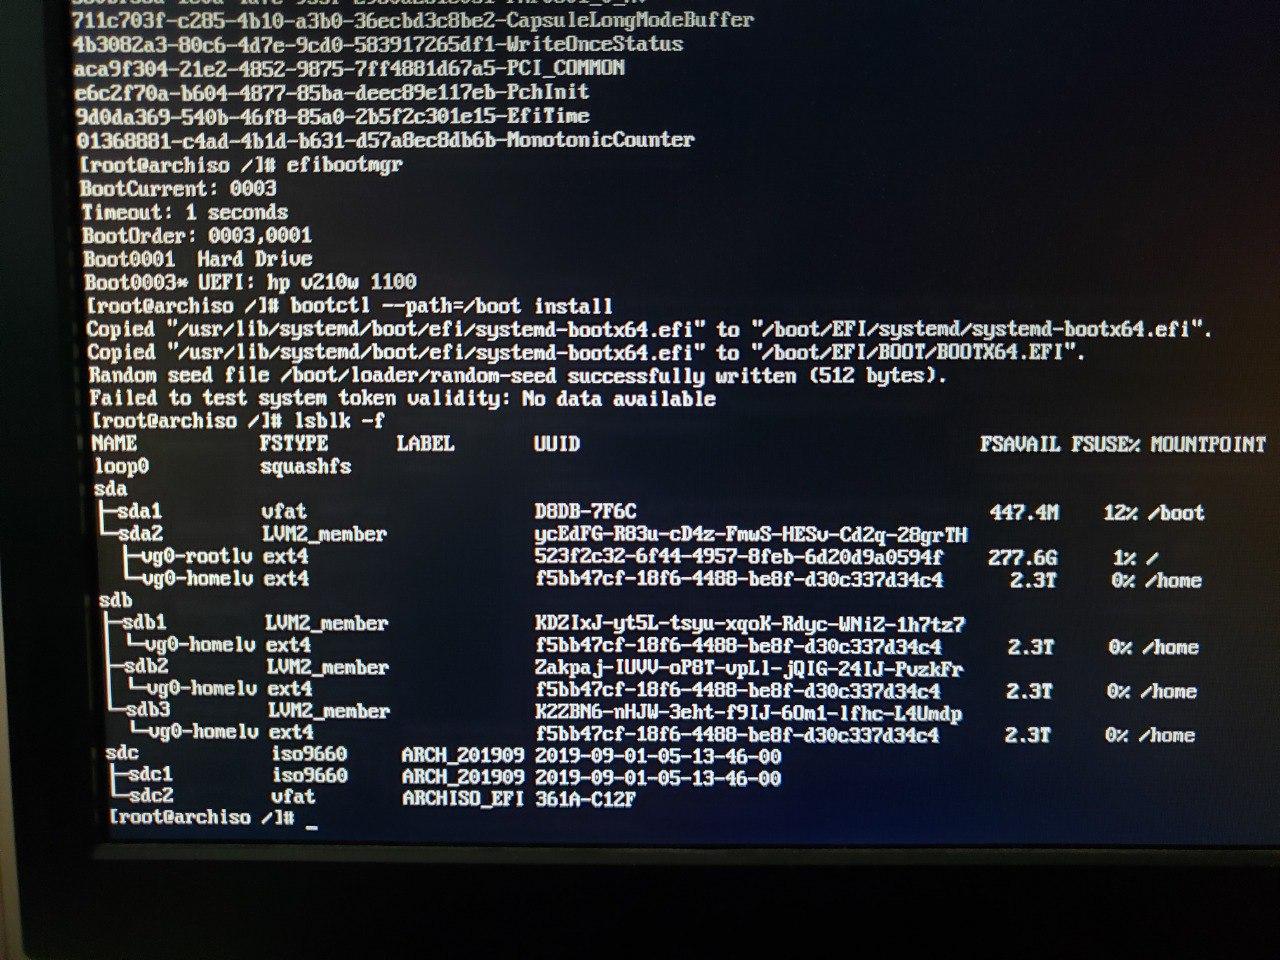 711c703f-c285-4b10-a3b0-36ecbd3c8be2-CapsuleLongModeBuffer
4b3082a3-80c6-4d7e-9cd0-583917265df1-WriteOnceStatus
aca9f304-21e2-4852-9875-7ff4881d67a5-PCI_COMMON
e6c2f70a-b604-4877-85ba-deec89e117eb-PchInit
9d0da369-540b-46f8-85a0-2b5f2c301e15-EfiTime
01368881-c4ad-4b1d-b631-d57a8ec8db6b-MonotonicCounter
[root@archiso /]# efibootmgr
BootCurrent: 0003
Timeout: 1 seconds
BootOrder: 0003,0001
Boot0001  Hard Drive
Boot0003* UEFI: hp v210w 1100
[root@archiso /]# bootctl --path=/boot install
Copied "/usr/lib/systemd/boot/efi/systemd-bootx64.efi" to "/boot/EFI/systemd/systemd-bootx64.efi".
Copied "/usr/lib/systemd/boot/efi/systemd-bootx64.efi" to "/boot/EFI/BOOT/BOOTX64.EFI".
Random seed file /boot/loader/random-seed successfully written (512 bytes).
Failed to test system token validity: No data available
[root@archiso /]# lsblk -f
NAME FSTYPE LABEL UUID FSAVAIL FSUSE% MOUNTPOINT
loop0 squashfs
sda
├─sda1 vfat D8DB-7F6C 447.4M 12% /boot
└─sda2 LVM2_member ycEdFG-R83u-cD4z-FmwS-HESv-Cd2q-28grTH
├─vg0-rootlv ext4 523f2c32-6f44-4957-8feb-6d20d9a0594f 277.6G 1% /
└─vg0-homelv ext4 f5bb47cf-18f6-4488-be8f-d30c337d34c4 2.3T 0% /home
sdb
├─sdb1 LVM2_member KDZIxJ-yt5L-tsyu-xqoK-Rdyc-WNiZ-1h7tz7
│ └─vg0-homelv ext4 f5bb47cf-18f6-4488-be8f-d30c337d34c4 2.3T 0% /home
├─sdb2 LVM2_member Zakpaj-IUVV-oP8T-vpLl-jQIG-24IJ-PvzkFr
│ └─vg0-homelv ext4 f5bb47cf-18f6-4488-be8f-d30c337d34c4 2.3T 0% /home
└─sdb3 LVM2_member K2ZBN6-nHJW-3eht-f9IJ-6Om1-lfhc-L4Umdp
└─vg0-homelv ext4 f5bb47cf-18f6-4488-be8f-d30c337d34c4 2.3T 0% /home
sdc iso9660 ARCH_201909 2019-09-01-05-13-46-00
├─sdc1 iso9660 ARCH_201909 2019-09-01-05-13-46-00
└─sdc2 vfat ARCHISO_EFI 361A-C12F
[root@archiso /]# _